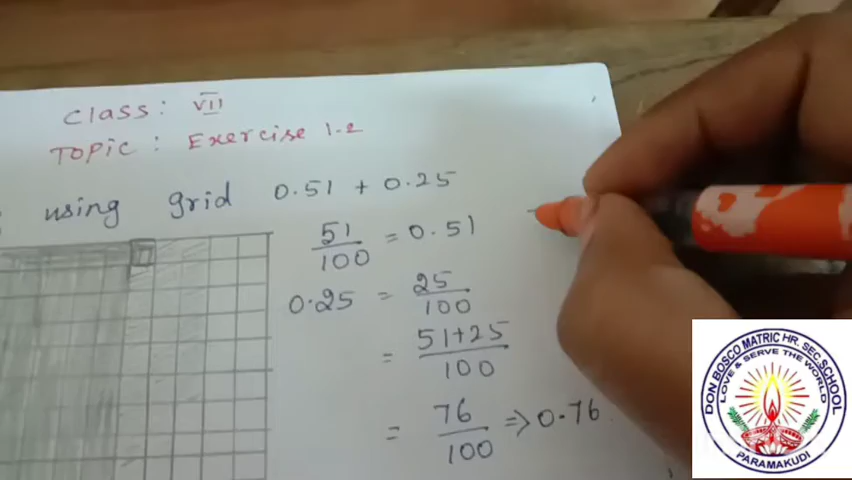 Class: VII
Topic: Exercise 1.2
using grid 0.51 + 0.25
51/100 = 0.51
0.25 = 25/100
= 51+25/100
= 76/100 ⇒ 0.76
DON BOSCO MATRIC HR. SEC. SCHOOL
LOVE & SERVE THE WORLD
PARAMAKUDI